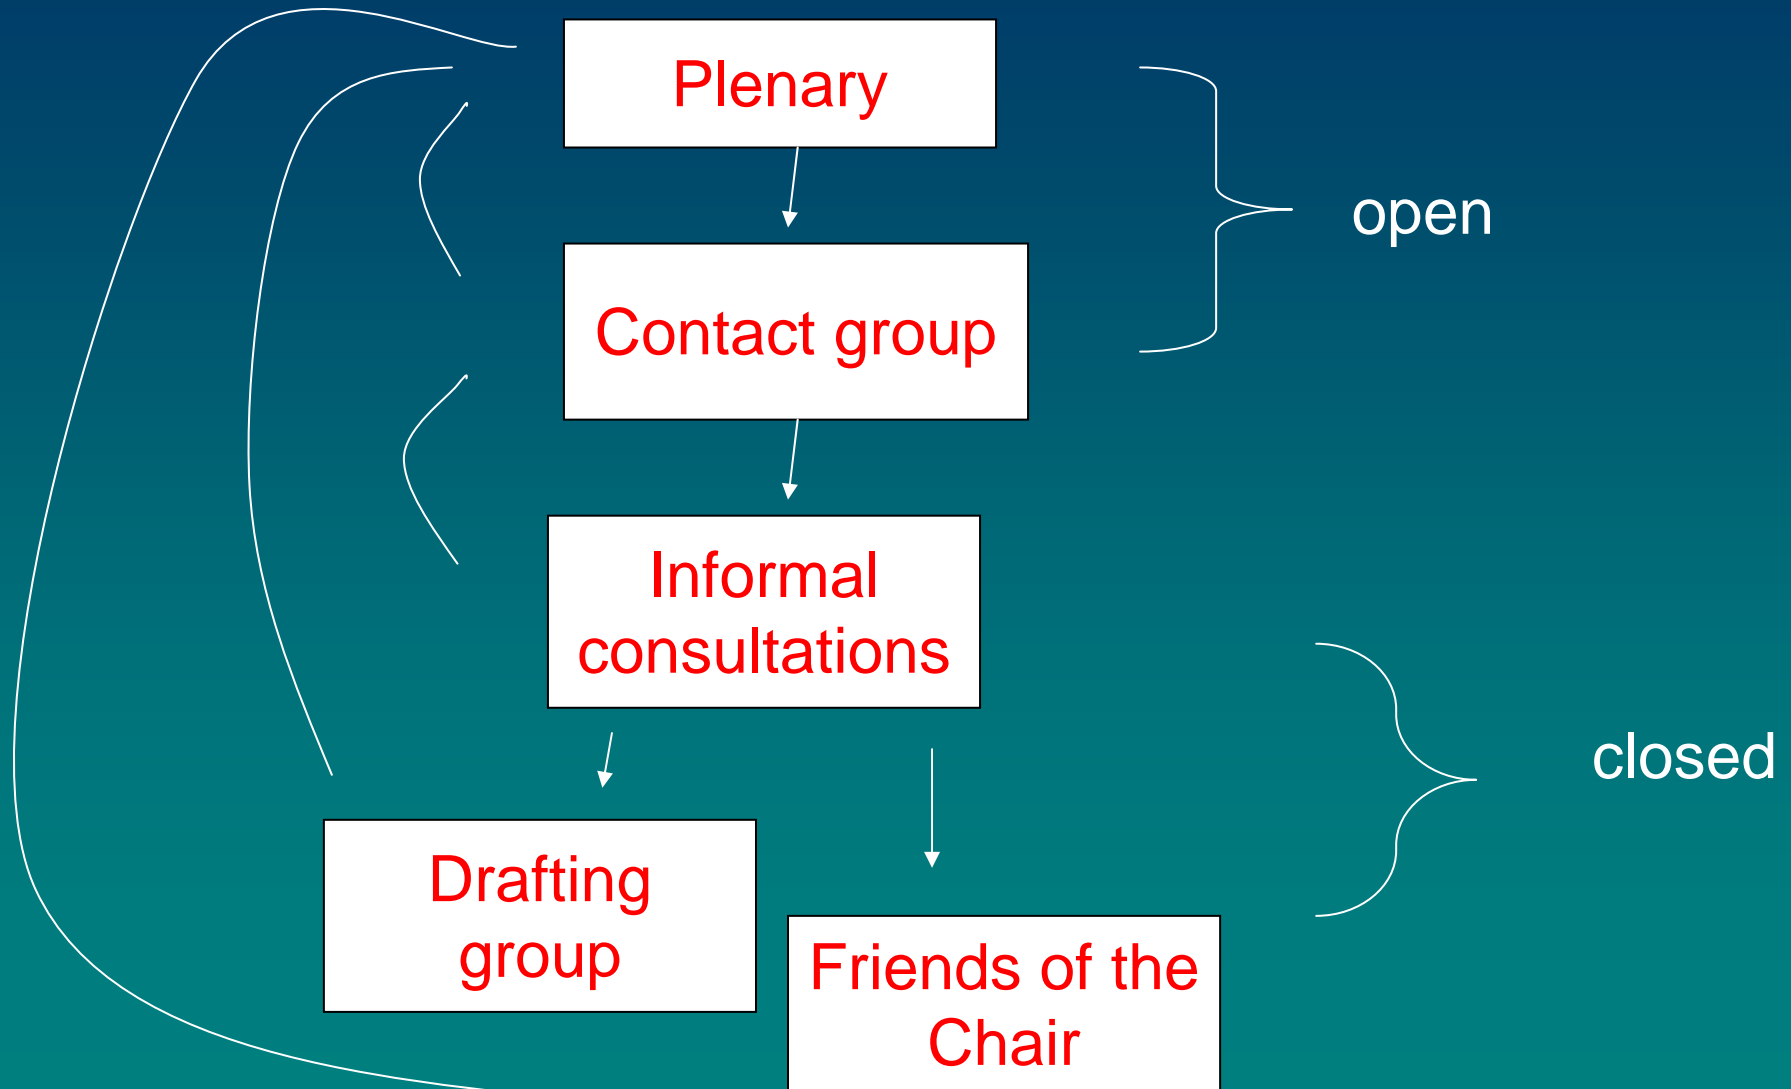 Plenary
open
Contact group
Informal
consultations
closed
Drafting
group
Friends of the
Chair